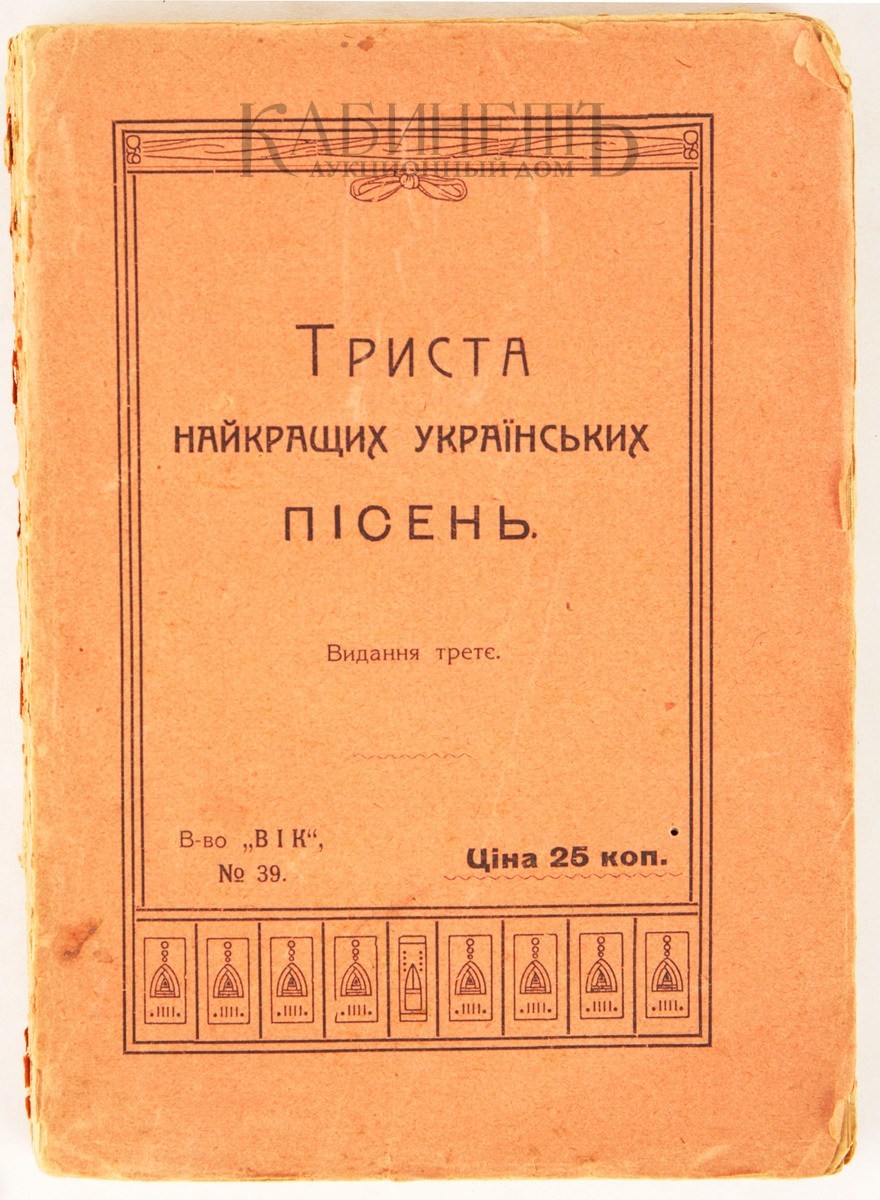 КАБИНЕТЪ
АУКЦИОННЫЙ ДОМ
ТРИСТА
НАЙКРАЩИХ УКРАЇНСЬКИХ
ПІСЕНЬ.
Видання третє.
В-во „ВІК“,
№ 39.
Ціна 25 коп.